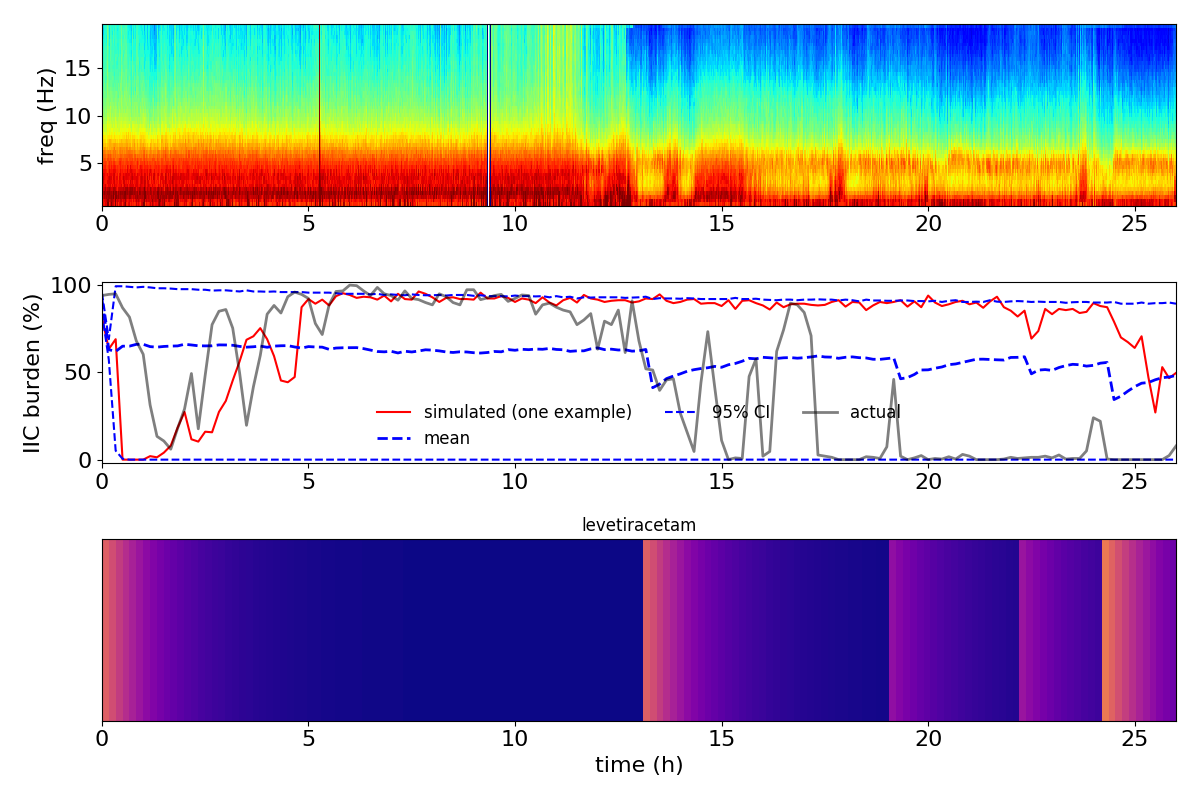 freq (Hz)
15
10
5
0 5 10 15 20 25
IIC burden (%)
100
50
0
simulated (one example) 95% CI actual
mean
0 5 10 15 20 25
levetiracetam
0 5 10 15 20 25
time (h)